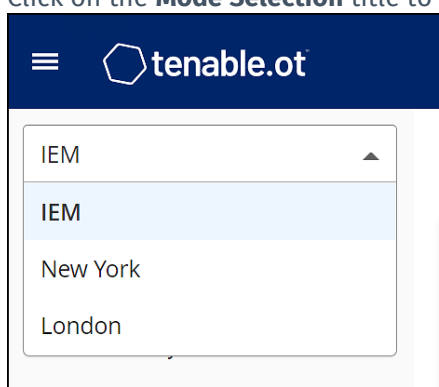 Click on the Mode Selection title to
tenable.ot
IEM
IEM
New York
London